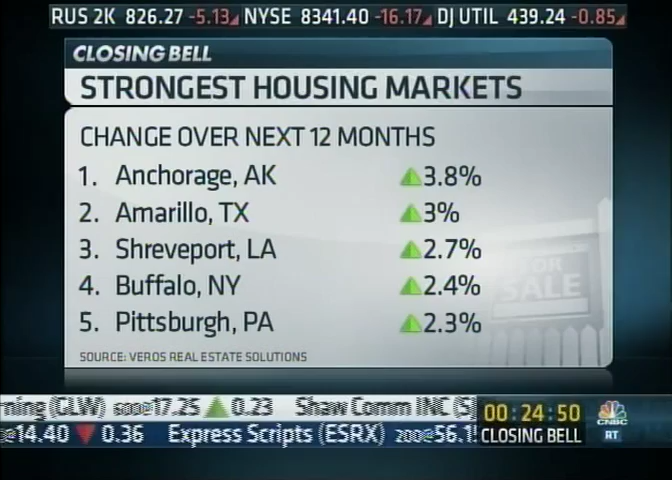 RUS 2K 826.27 -5.13 NYSE 8341.40 -16.17 DJ UTIL 439.24 -0.85
CLOSING BELL
STRONGEST HOUSING MARKETS
CHANGE OVER NEXT 12 MONTHS
1. Anchorage, AK 3.8%
2. Amarillo, TX 3%
3. Shreveport, LA 2.7%
4. Buffalo, NY 2.4%
5. Pittsburgh, PA 2.3%
FOR
SALE
SOURCE: VEROS REAL ESTATE SOLUTIONS
ning (GLW) 17.25 0.23 Shaw Comm INC (S
@14.40 0.36 Express Scripts (ESRX) 200@56.1
00:24:50
CLOSING BELL
CNBC
RT